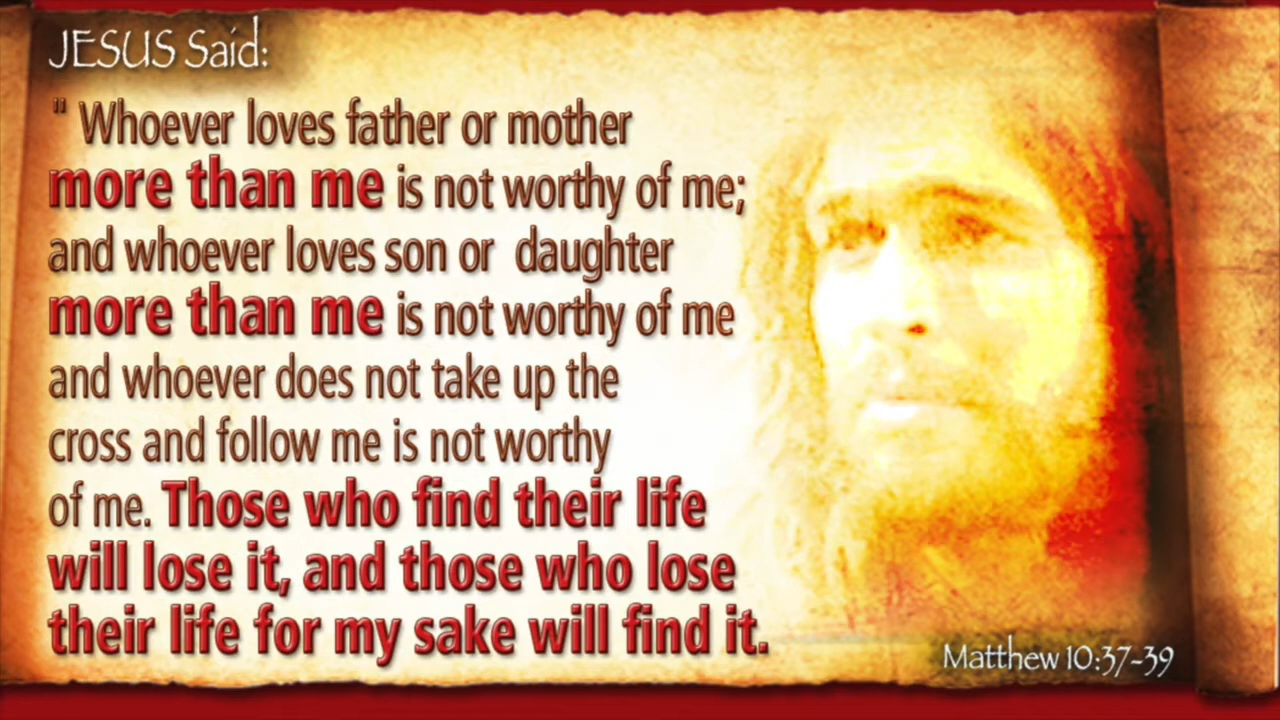 JESUS Said:
" Whoever loves father or mother
more than me is not worthy of me;
and whoever loves son or daughter
more than me is not worthy of me
and whoever does not take up the
cross and follow me is not worthy
of me. Those who find their life
will lose it, and those who lose
their life for my sake will find it.
Matthew 10:37-39